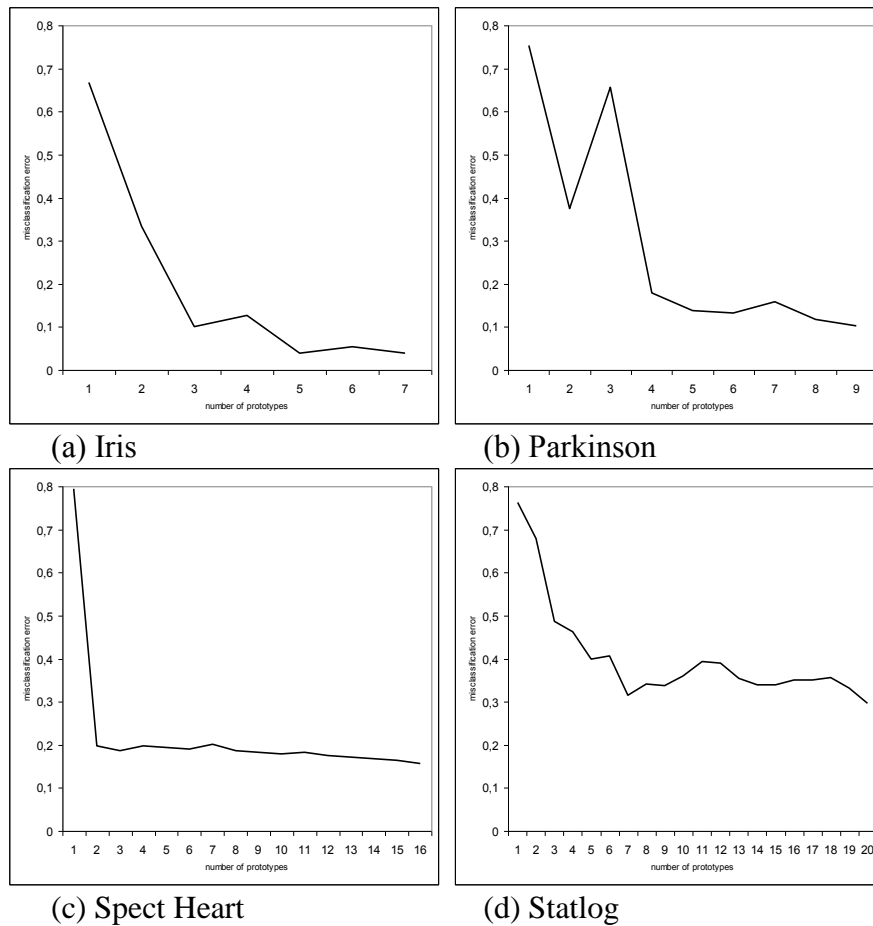 0,8
0,7
0,6
0,5
0,4
0,3
0,2
0,1
0
misclassification error
1 2 3 4 5 6 7
number of prototypes
(a) Iris
0,8
0,7
0,6
0,5
0,4
0,3
0,2
0,1
0
misclassification error
1 2 3 4 5 6 7 8 9
number of prototypes
(b) Parkinson
0,8
0,7
0,6
0,5
0,4
0,3
0,2
0,1
0
misclassification error
1 2 3 4 5 6 7 8 9 10 11 12 13 14 15 16
number of prototypes
(c) Spect Heart
0,8
0,7
0,6
0,5
0,4
0,3
0,2
0,1
0
misclassification error
1 2 3 4 5 6 7 8 9 10 11 12 13 14 15 16 17 18 19 20
number of prototypes
(d) Statlog